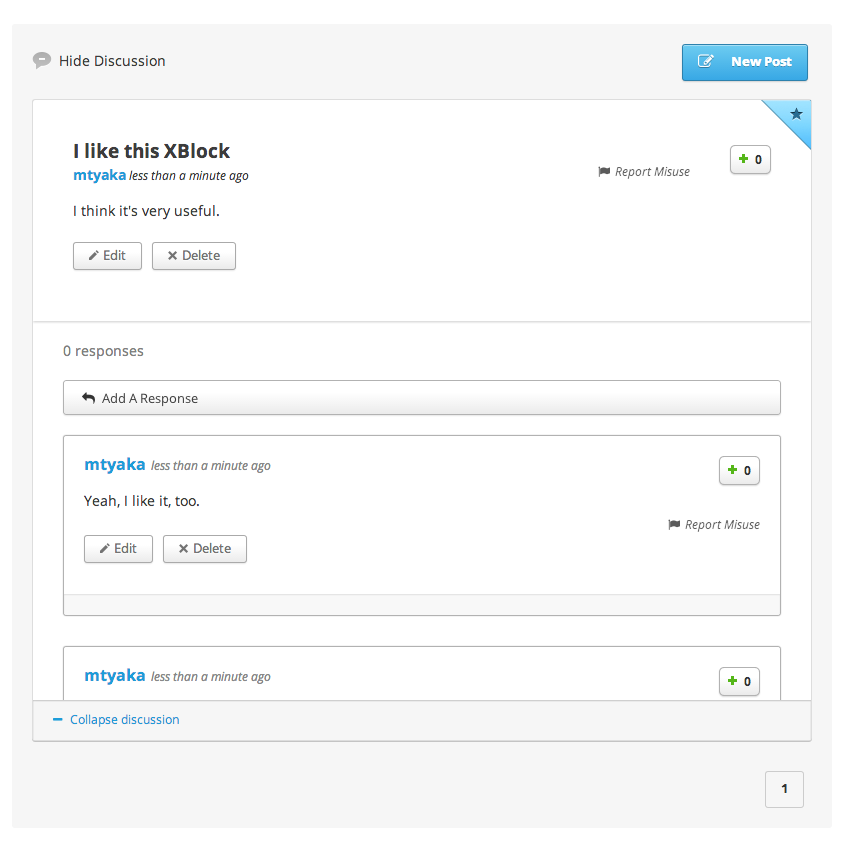 Hide Discussion
New Post
I like this XBlock
+ 0
mtyaka less than a minute ago
Report Misuse
I think it's very useful.
Edit
Delete
0 responses
Add A Response
mtyaka less than a minute ago
+ 0
Yeah, I like it, too.
Report Misuse
Edit
Delete
mtyaka less than a minute ago
+ 0
Collapse discussion
1